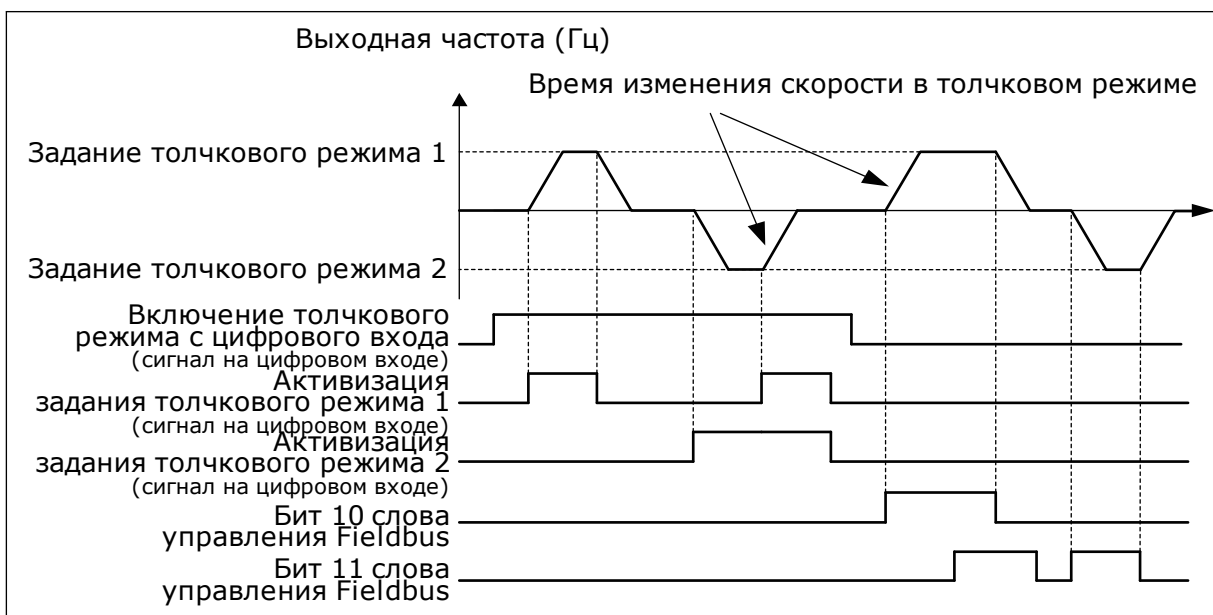 Выходная частота (Гц)
Время изменения скорости в толчковом режиме
Задание толчкового режима 1
Задание толчкового режима 2
Включение толчкового
режима с цифрового входа
(сигнал на цифровом входе)
Активизация
задания толчкового режима 1
(сигнал на цифровом входе)
Активизация
задания толчкового режима 2
(сигнал на цифровом входе)
Бит 10 слова
управления Fieldbus
Бит 11 слова
управления Fieldbus